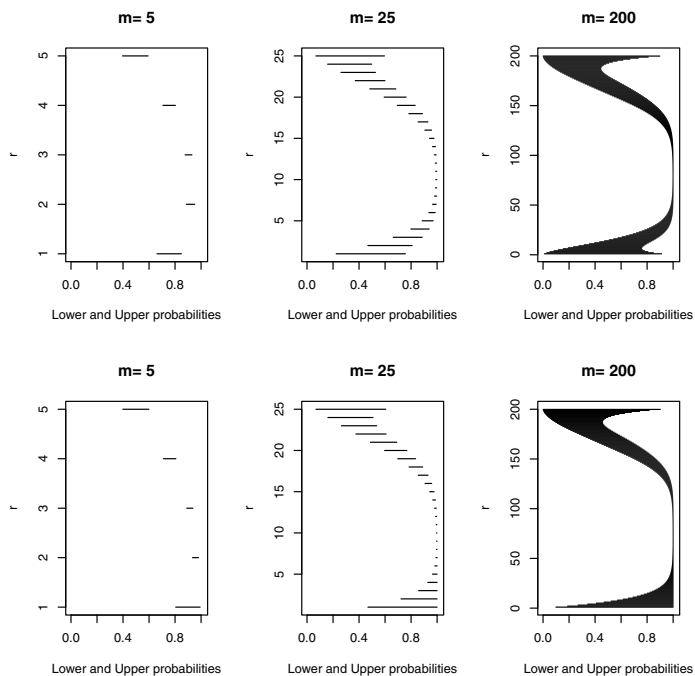 m= 5 m= 25 m= 200
r 1 2 3 4 5
r 5 10 15 20 25
r 0 50 100 150 200
0.0 0.4 0.8 0.0 0.4 0.8 0.0 0.4 0.8
Lower and Upper probabilities Lower and Upper probabilities Lower and Upper probabilities
m= 5 m= 25 m= 200
r 1 2 3 4 5
r 5 10 15 20 25
r 0 50 100 150 200
0.0 0.4 0.8 0.0 0.4 0.8 0.0 0.4 0.8
Lower and Upper probabilities Lower and Upper probabilities Lower and Upper probabilities